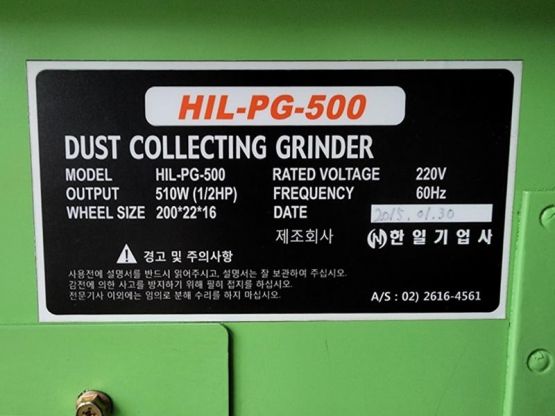 HIL-PG-500
DUST COLLECTING GRINDER
MODEL HIL-PG-500 RATED VOLTAGE 220V
OUTPUT 510W (1/2HP) FREQUENCY 60Hz
WHEEL SIZE 200*22*16 DATE 2015.01.30
제조회사 한일기업사
경고 및 주의사항
사용전에 설명서를 반드시 읽어주시고, 설명서는 잘 보관하여 주십시오.
감전에 의한 사고를 방지하기 위해 필히 접지를 하십시오.
전문기사 이외에는 임의로 분해 수리를 하지 마십시오.
A/S : 02) 2616-4561